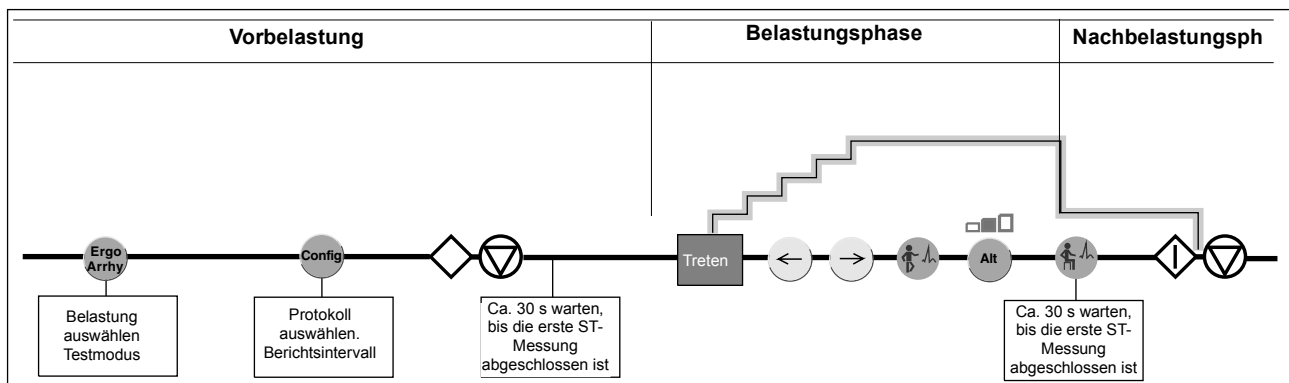 Vorbelastung
Belastungsphase
Nachbelastungsph
Ergo
Arrhy
Config
Treten
Alt
Belastung
auswählen
Testmodus
Protokoll
auswählen.
Berichtsintervall
Ca. 30 s warten,
bis die erste ST-
Messung
abgeschlossen ist
Ca. 30 s warten,
bis die erste ST-
Messung
abgeschlossen ist